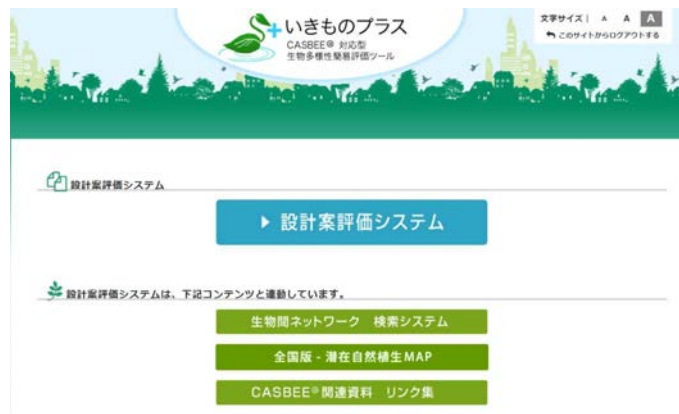 いきものプラス
CASBEE® 対応型
生物多様性簡易評価ツール
文字サイズ｜ A A A
このサイトからログアウトする
設計案評価システム
設計案評価システム
設計案評価システムは、下記コンテンツと連動しています。
生物間ネットワーク 検索システム
全国版 - 潜在自然植生MAP
CASBEE®関連資料 リンク集